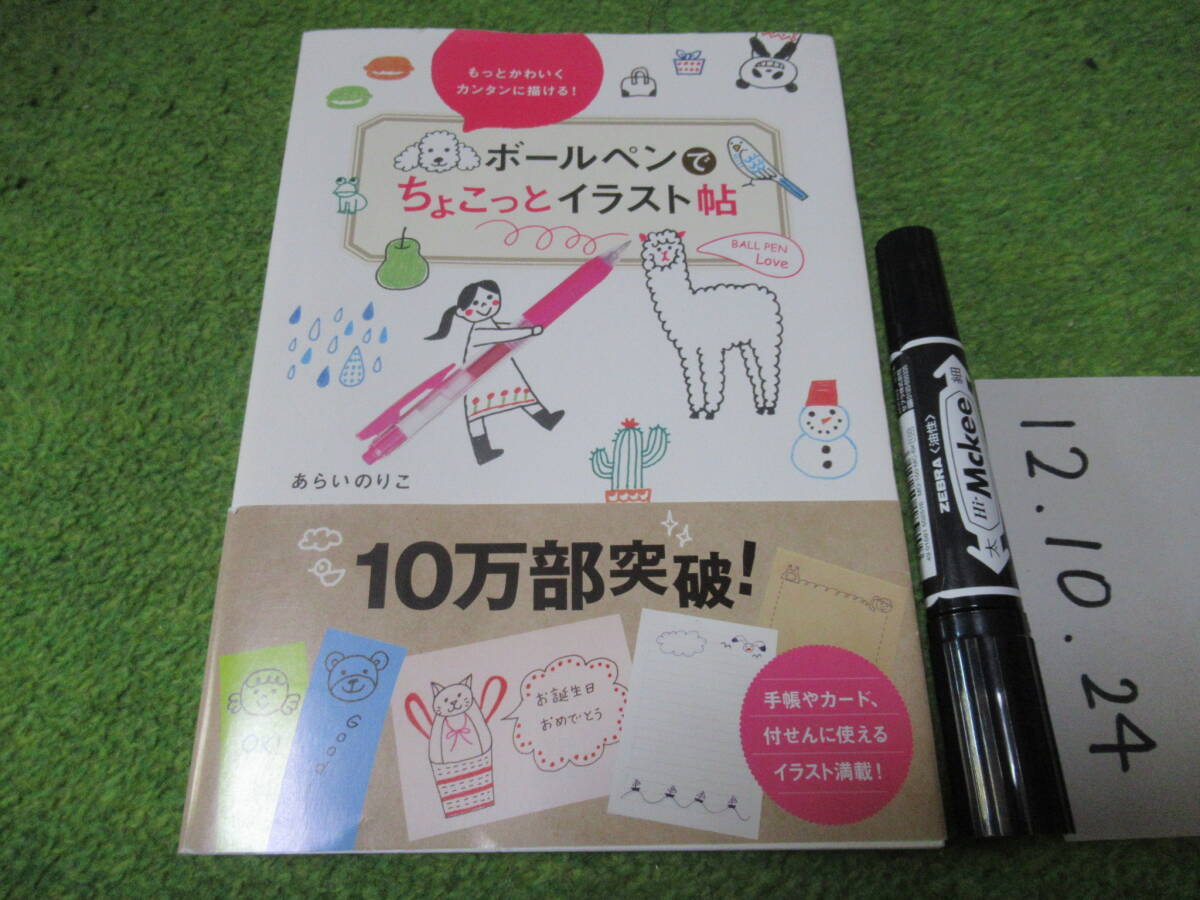 もっとかわいく
カンタンに描ける!
ボールペンで
ちょこっとイラスト帖
BALL PEN
Love
あらいのりこ
10万部突破!
OK!
Good
お誕生日
おめでとう
手帳やカード、
付せんに使える
イラスト満載!
ZEBRA〈油性〉
太 Hi-Mckee 細
12.10.24